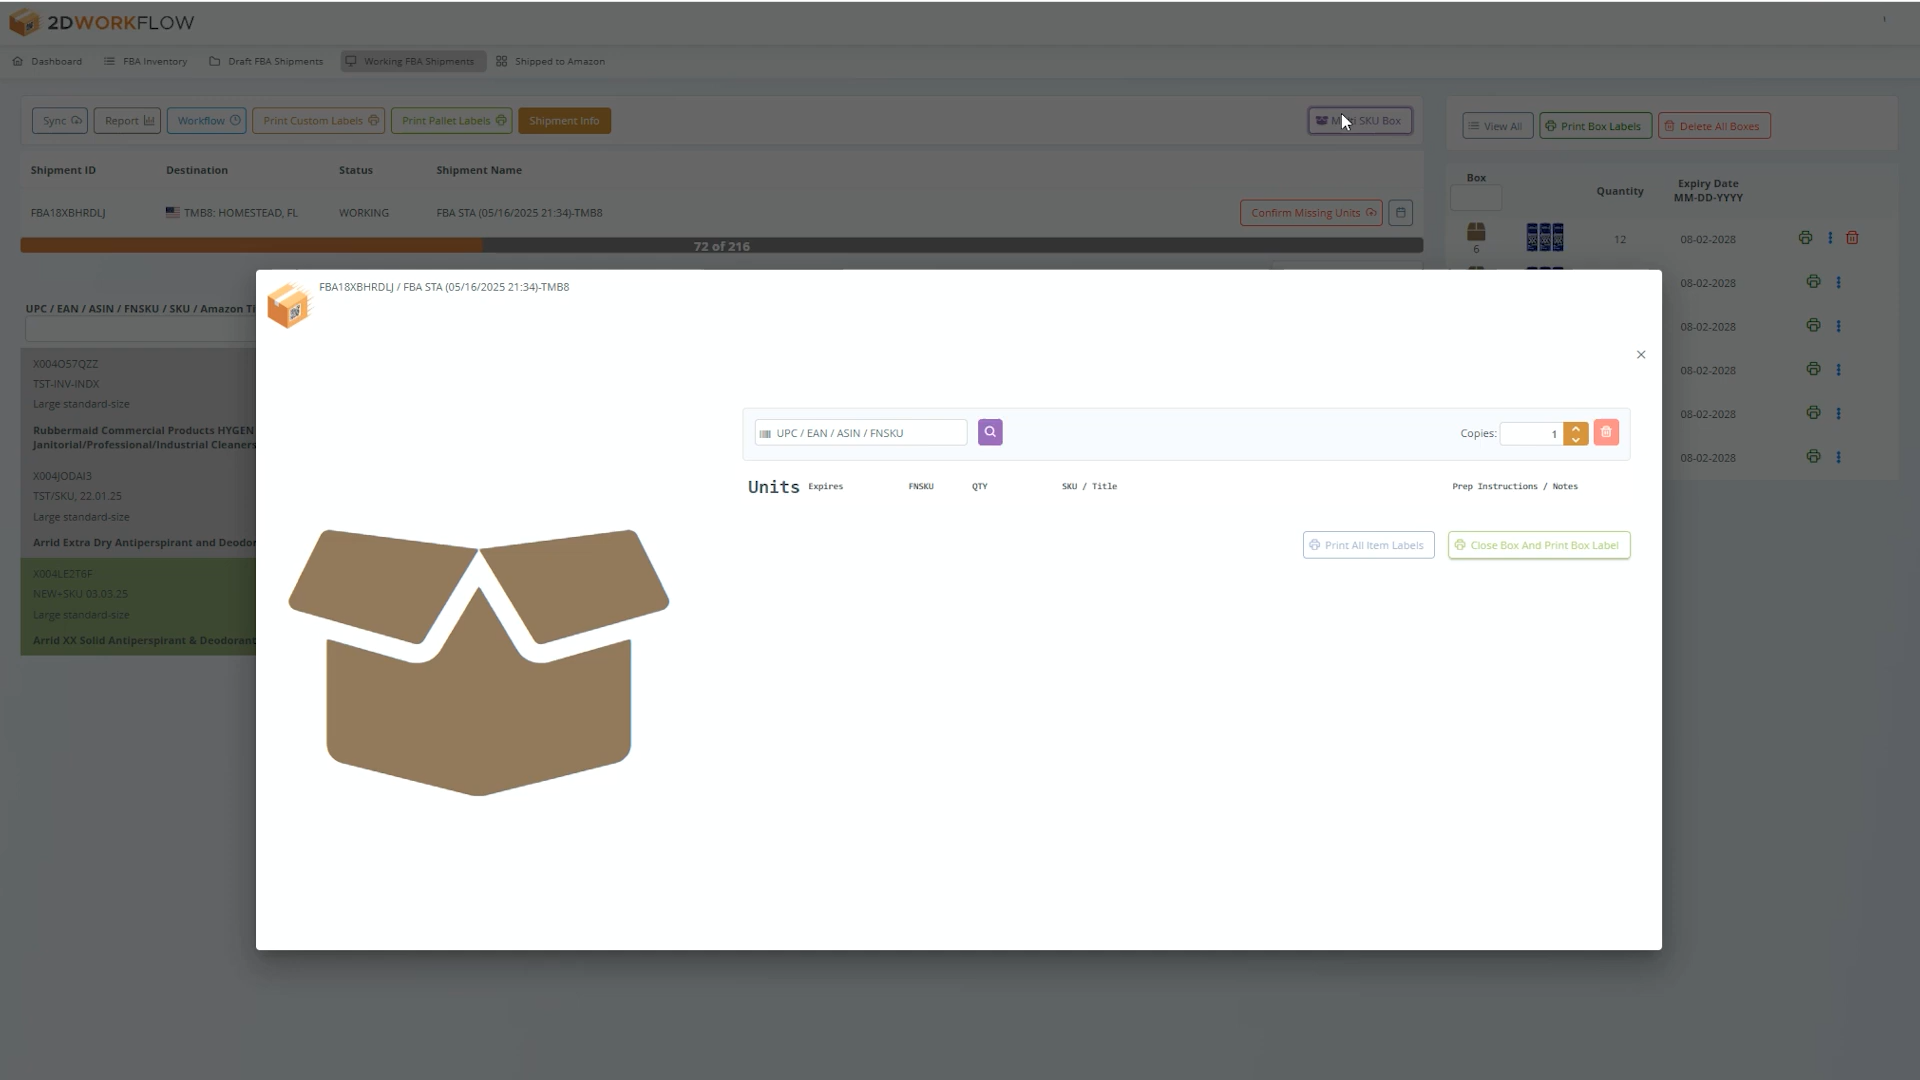 2DWORKFLOW
Dashboard
FBA Inventory
Draft FBA Shipments
Working FBA Shipments
Shipped to Amazon
Sync
Report
Workflow
Print Custom Labels
Print Pallet Labels
Shipment Info
SKU Box
View All
Print Box Labels
Delete All Boxes
Shipment ID
Destination
Status
Shipment Name
FBA18XBHRDLJ
TMB8: HOMESTEAD, FL
WORKING
FBA STA (05/16/2025 21:34)-TMB8
Confirm Missing Units
72 of 216
Box
Quantity
Expiry Date
MM-DD-YYYY
6
12
08-02-2028
08-02-2028
08-02-2028
08-02-2028
08-02-2028
08-02-2028
UPC / EAN / ASIN / FNSKU / SKU / Amazon
X004O57QZZ
TST-INV-INDX
Large standard-size
Rubbermaid Commercial Products HYGEN
Janitorial/Professional/Industrial Cleaners
X004JODAI3
TST/SKU, 22.01.25
Large standard-size
Arrid Extra Dry Antiperspirant and
X004LE2T6F
NEW+SKU 03.03.25
Large standard-size
Arrid XX Solid Antiperspirant & Deodorant
FBA18XBHRDLJ / FBA STA (05/16/2025 21:34)-TMB8
UPC / EAN / ASIN / FNSKU
Copies:
1
Units
Expires
FNSKU
QTY
SKU / Title
Prep Instructions / Notes
Print All Item Labels
Close Box And Print Box Label